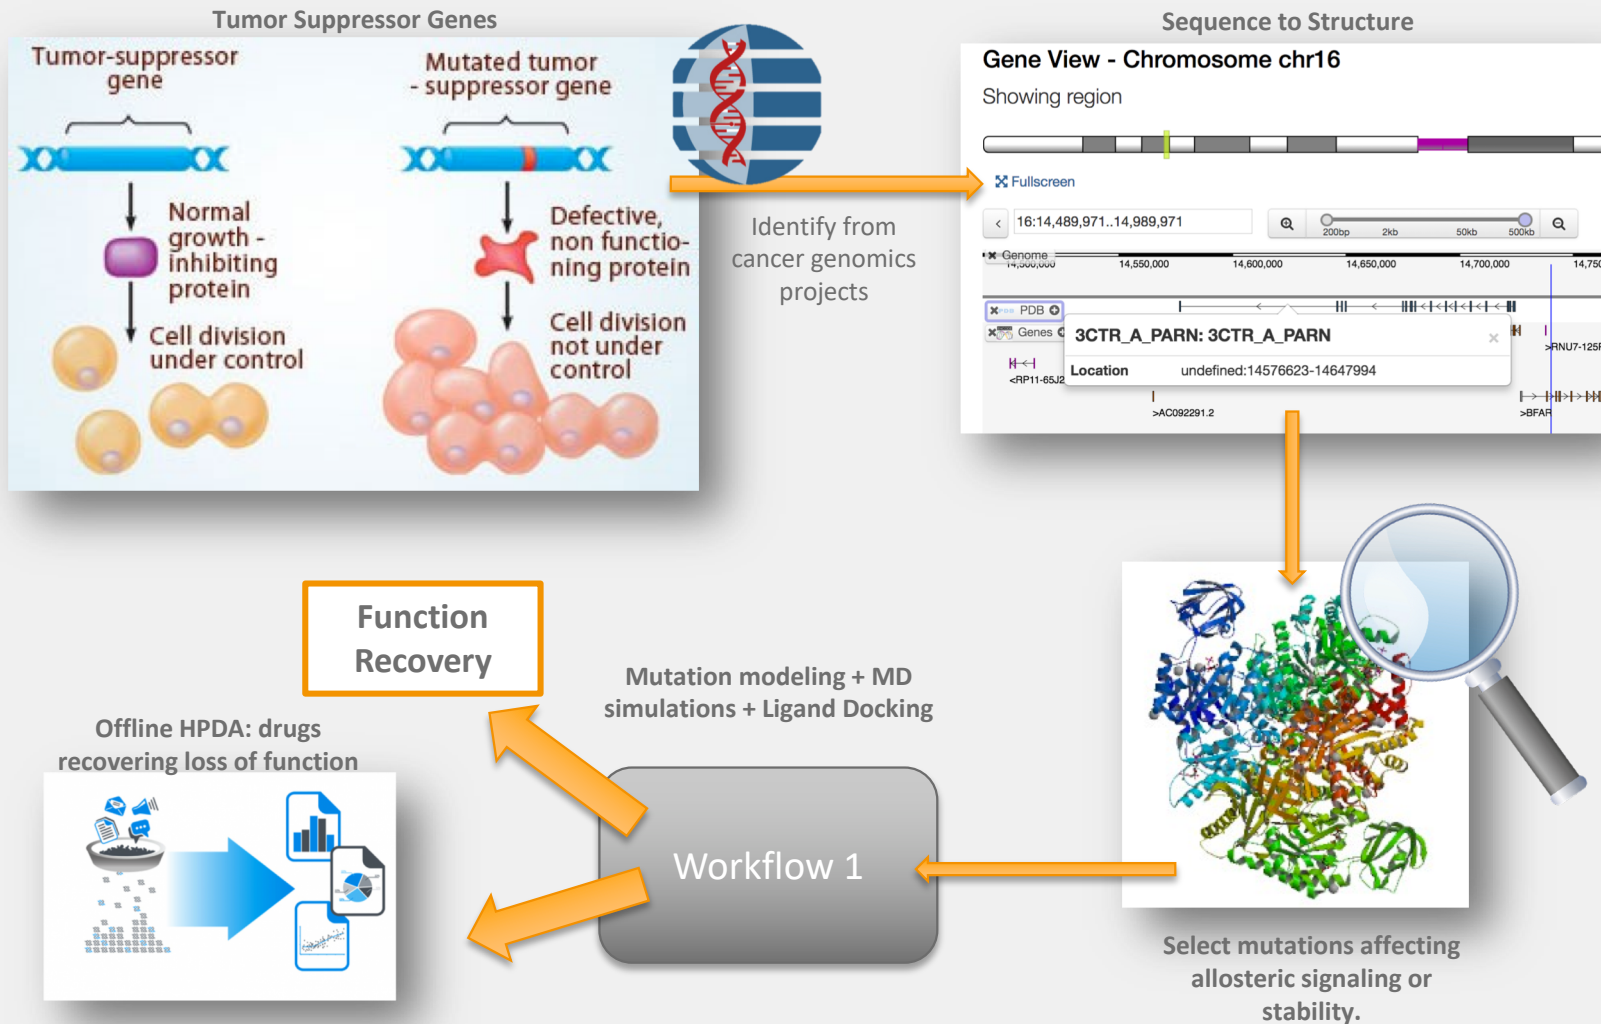 Tumor Suppressor Genes
Tumor-suppressor
gene
Mutated tumor
- suppressor gene
Normal
growth -
inhibiting
protein
Defective,
non functio-
ning protein
Cell division
under control
Cell division
not under
control
Identify from
cancer genomics
projects
Sequence to Structure
Gene View - Chromosome chr16
Showing region
Fullscreen
16:14,489,971..14,989,971
200bp 2kb 50kb 500kb
Genome
14,550,000 14,600,000 14,650,000 14,700,000
PDB
Genes
3CTR_A_PARN: 3CTR_A_PARN
Location undefined:14576623-14647994
<RP11-65J2
>AC092291.2
>RNU7-125P
>BFAR
Select mutations affecting
allosteric signaling or
stability.
Mutation modeling + MD
simulations + Ligand Docking
Workflow 1
Function
Recovery
Offline HPDA: drugs
recovering loss of function